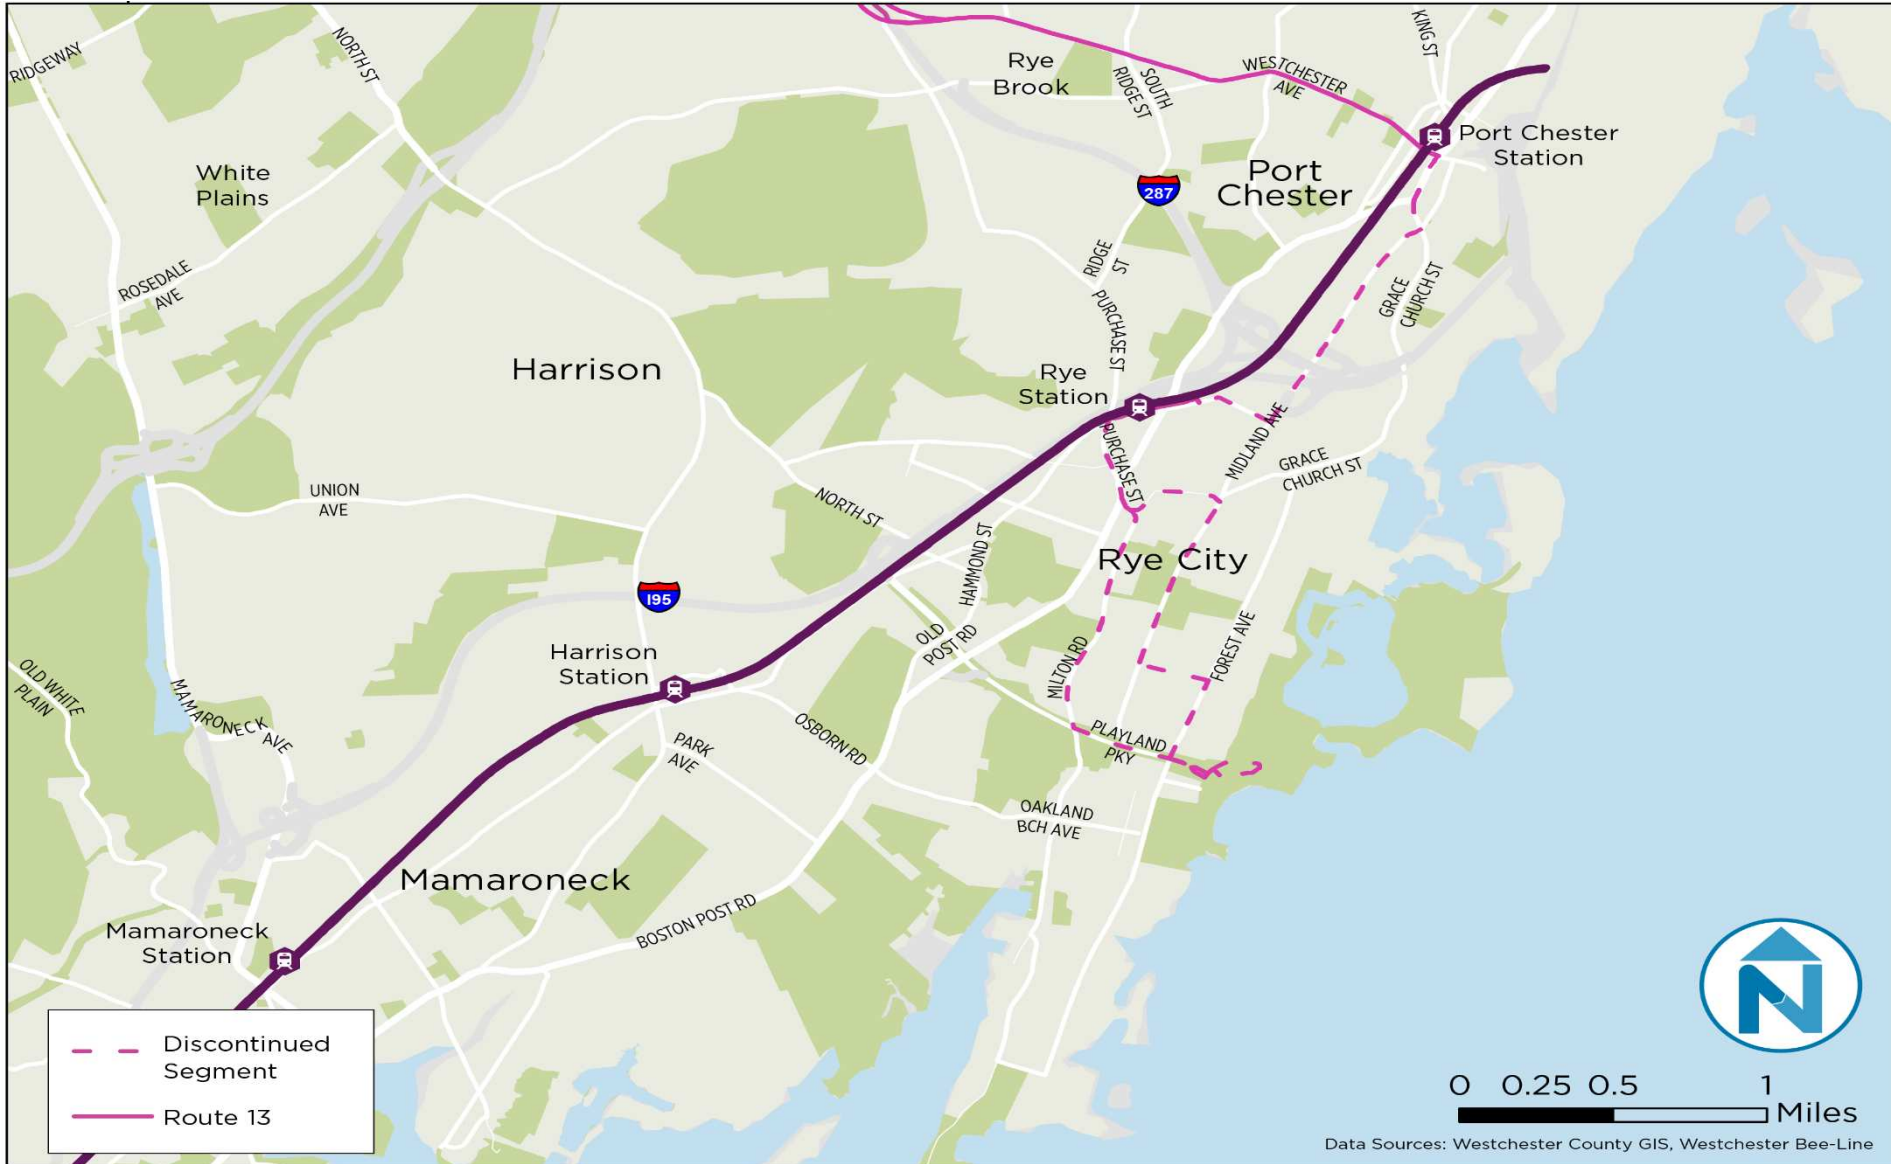 RIDGEWAY
NORTH ST
Rye
Brook
SOUTH
RIDGE ST
WESTCHESTER
AVE
KING ST
Port Chester
Station
White
Plains
287
Port
Chester
ROSEDALE
AVE
RIDGE
ST
GRACE
CHURCH ST
PURCHASE ST
Harrison
Rye
Station
PURCHASE ST
MIDLAND AVE
GRACE
CHURCH ST
UNION
AVE
NORTH ST
HAMMOND ST
Rye City
195
OLD
POST RD
MILTON RD
FOREST AVE
Harrison
Station
OLD WHITE
PLAIN
MAMARONECK
AVE
OSBORN RD
PARK
AVE
PLAYLAND
PKY
OAKLAND
BCH AVE
Mamaroneck
BOSTON POST RD
Mamaroneck
Station
N
Discontinued
Segment
Route 13
0 0.25 0.5 1
Miles
Data Sources: Westchester County GIS, Westchester Bee-Line